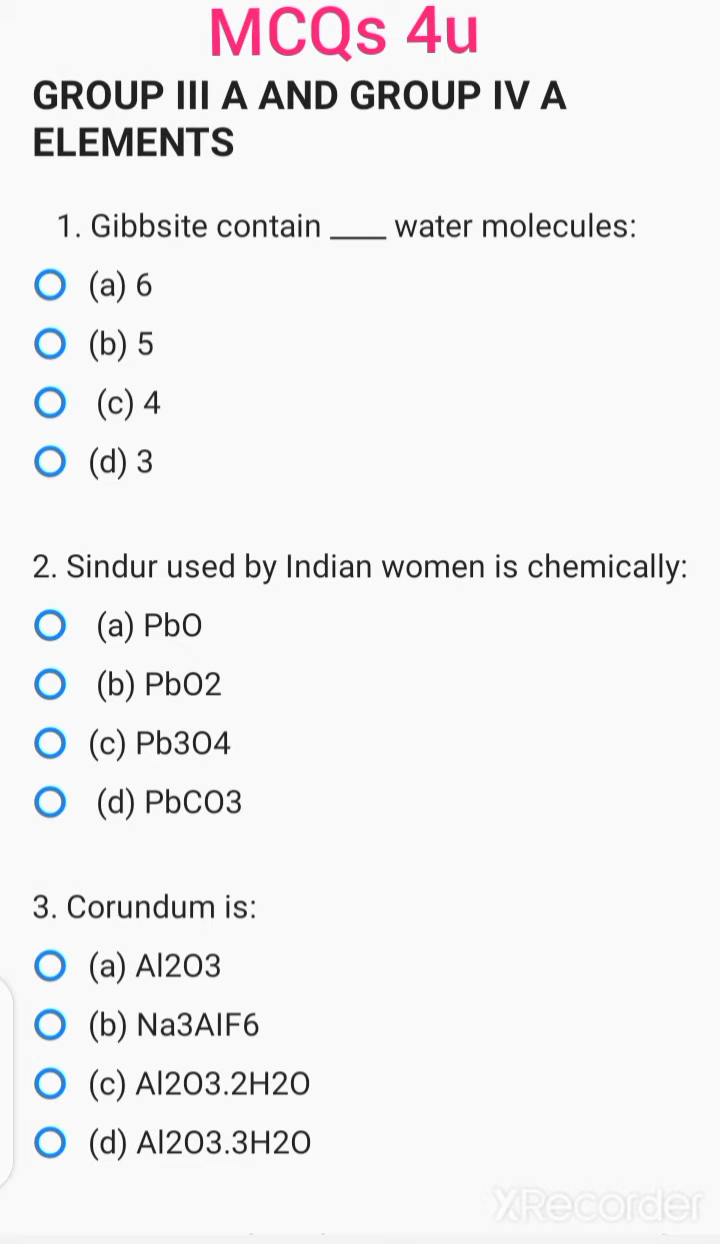 MCQs 4u
GROUP III A AND GROUP IV A
ELEMENTS
1. Gibbsite contain ____ water molecules:
(a) 6
(b) 5
(c) 4
(d) 3
2. Sindur used by Indian women is chemically:
(a) PbO
(b) PbO2
(c) Pb3O4
(d) PbCO3
3. Corundum is:
(a) Al2O3
(b) Na3AlF6
(c) Al2O3.2H2O
(d) Al2O3.3H2O
XRecorder